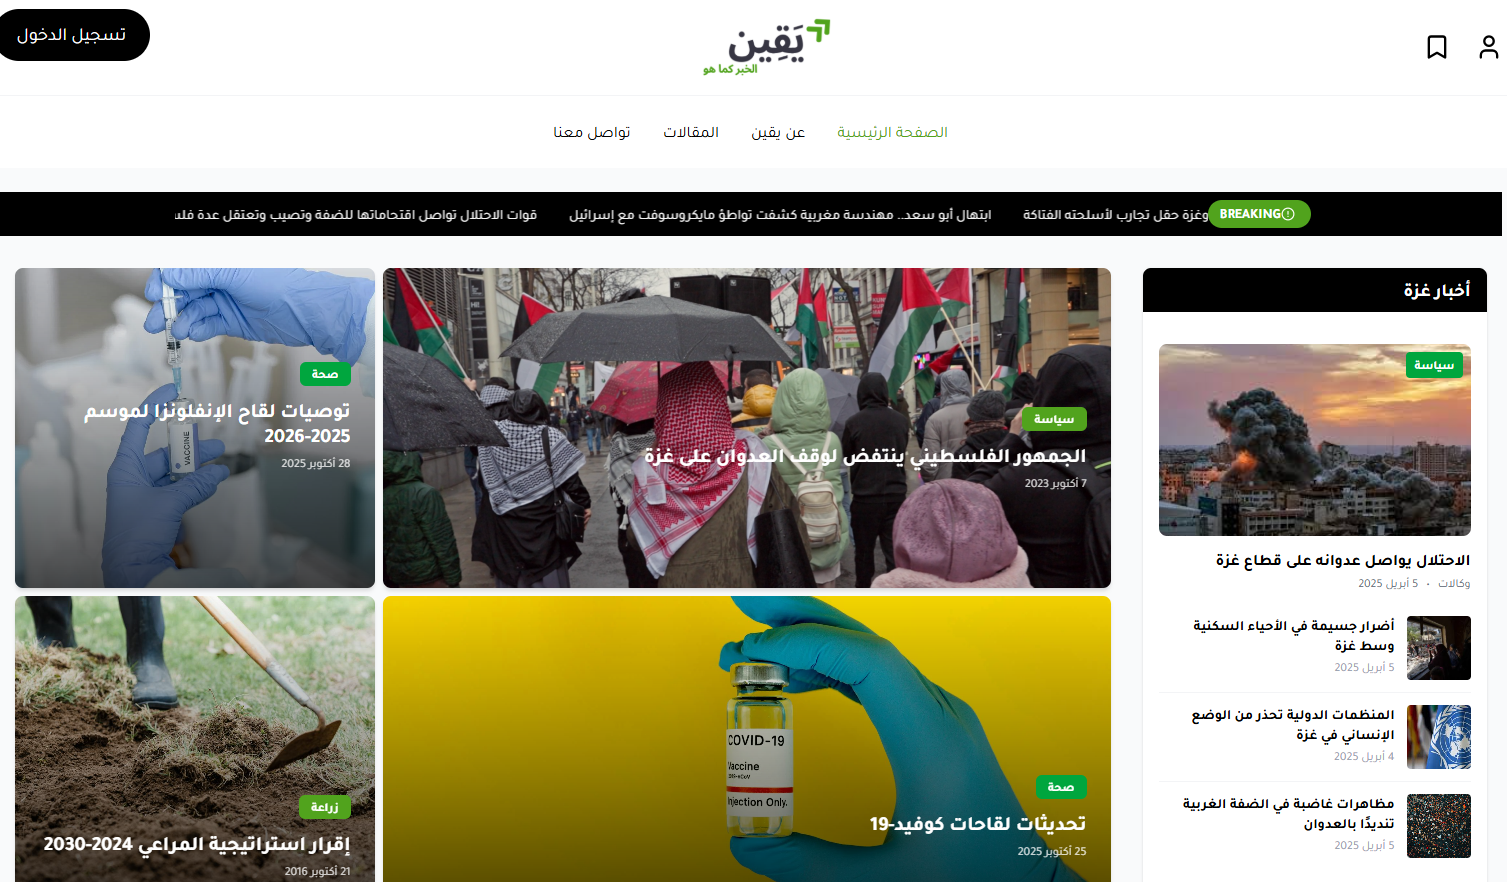 تسجيل الدخول
يَقِين
الخبر كما هو
الصفحة الرئيسية
عن يقين
المقالات
تواصل معنا
BREAKING
وغزة حقل تجارب لأسلحته الفتاكة
ابتهال أبو سعد.. مهندسة مغربية كشفت تواطؤ مايكروسوفت مع إسرائيل
قوات الاحتلال تواصل اقتحاماتها للضفة وتصيب وتعتقل عدة
أخبار غزة
سياسة
الاحتلال يواصل عدوانه على قطاع غزة
وكالات • 5 أبريل 2025
أضرار جسيمة في الأحياء السكنية
وسط غزة
5 أبريل 2025
المنظمات الدولية تحذر من الوضع
الإنساني في غزة
4 أبريل 2025
مظاهرات غاضبة في الضفة الغربية
تنديدًا بالعدوان
5 أبريل 2025
سياسة
الجمهور الفلسطيني ينتفض لوقف العدوان على غزة
7 أكتوبر 2023
VACCINE
صحة
توصيات لقاح الإنفلونزا لموسم
2025-2026
28 أكتوبر 2025
COVID-19
Vaccine
Injection Only.
صحة
تحديثات لقاحات كوفيد-19
25 أكتوبر 2025
زراعة
إقرار استراتيجية المراعي 2024-2030
21 أكتوبر 2016